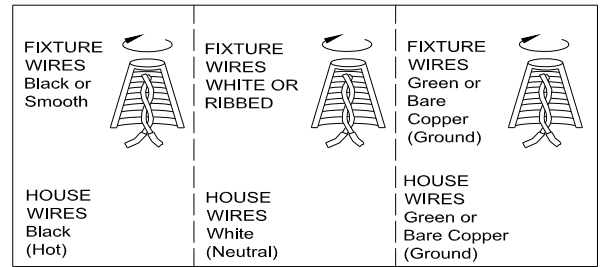 FIXTURE
WIRES
Black or
Smooth
HOUSE
WIRES
Black
(Hot)
FIXTURE
WIRES
WHITE OR
RIBBED
HOUSE
WIRES
White
(Neutral)
FIXTURE
WIRES
Green or
Bare
Copper
(Ground)
HOUSE
WIRES
Green or
Bare Copper
(Ground)